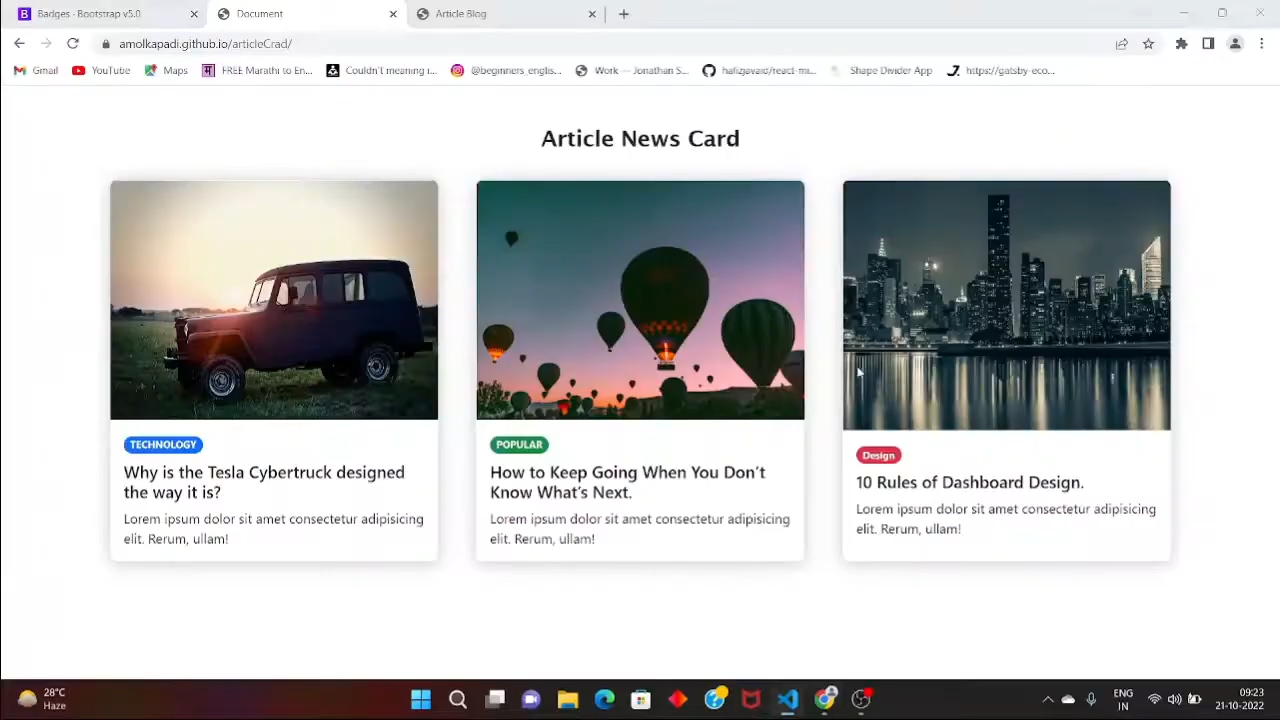 Badges - Bootstrap v5.0
Document
Article Blog
amolkapadi.github.io/articleCrad/
Gmail
YouTube
Maps
FREE Marathi to En...
Couldn't meaning i...
@beginners_englis...
Work — Jonathan S...
hafizjavaid/react-mi...
Shape Divider App
https://gatsby-eco...
Article News Card
TECHNOLOGY
Why is the Tesla Cybertruck designed
the way it is?
Lorem ipsum dolor sit amet consectetur adipisicing
elit. Rerum, ullam!
POPULAR
How to Keep Going When You Don’t
Know What’s Next.
Lorem ipsum dolor sit amet consectetur adipisicing
elit. Rerum, ullam!
Design
10 Rules of Dashboard Design.
Lorem ipsum dolor sit amet consectetur adipisicing
elit. Rerum, ullam!
28°C
Haze
ENG
IN
09:23
21-10-2022